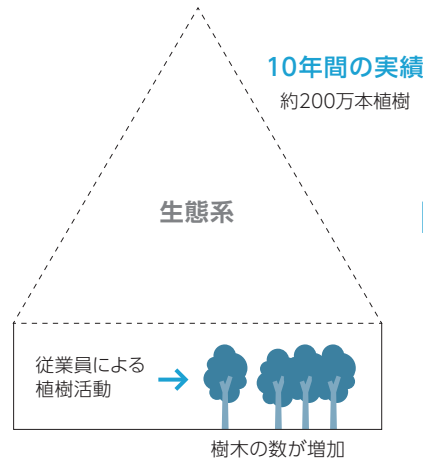 10年間の実績
約200万本植樹
生態系
従業員による
植樹活動
樹木の数が増加